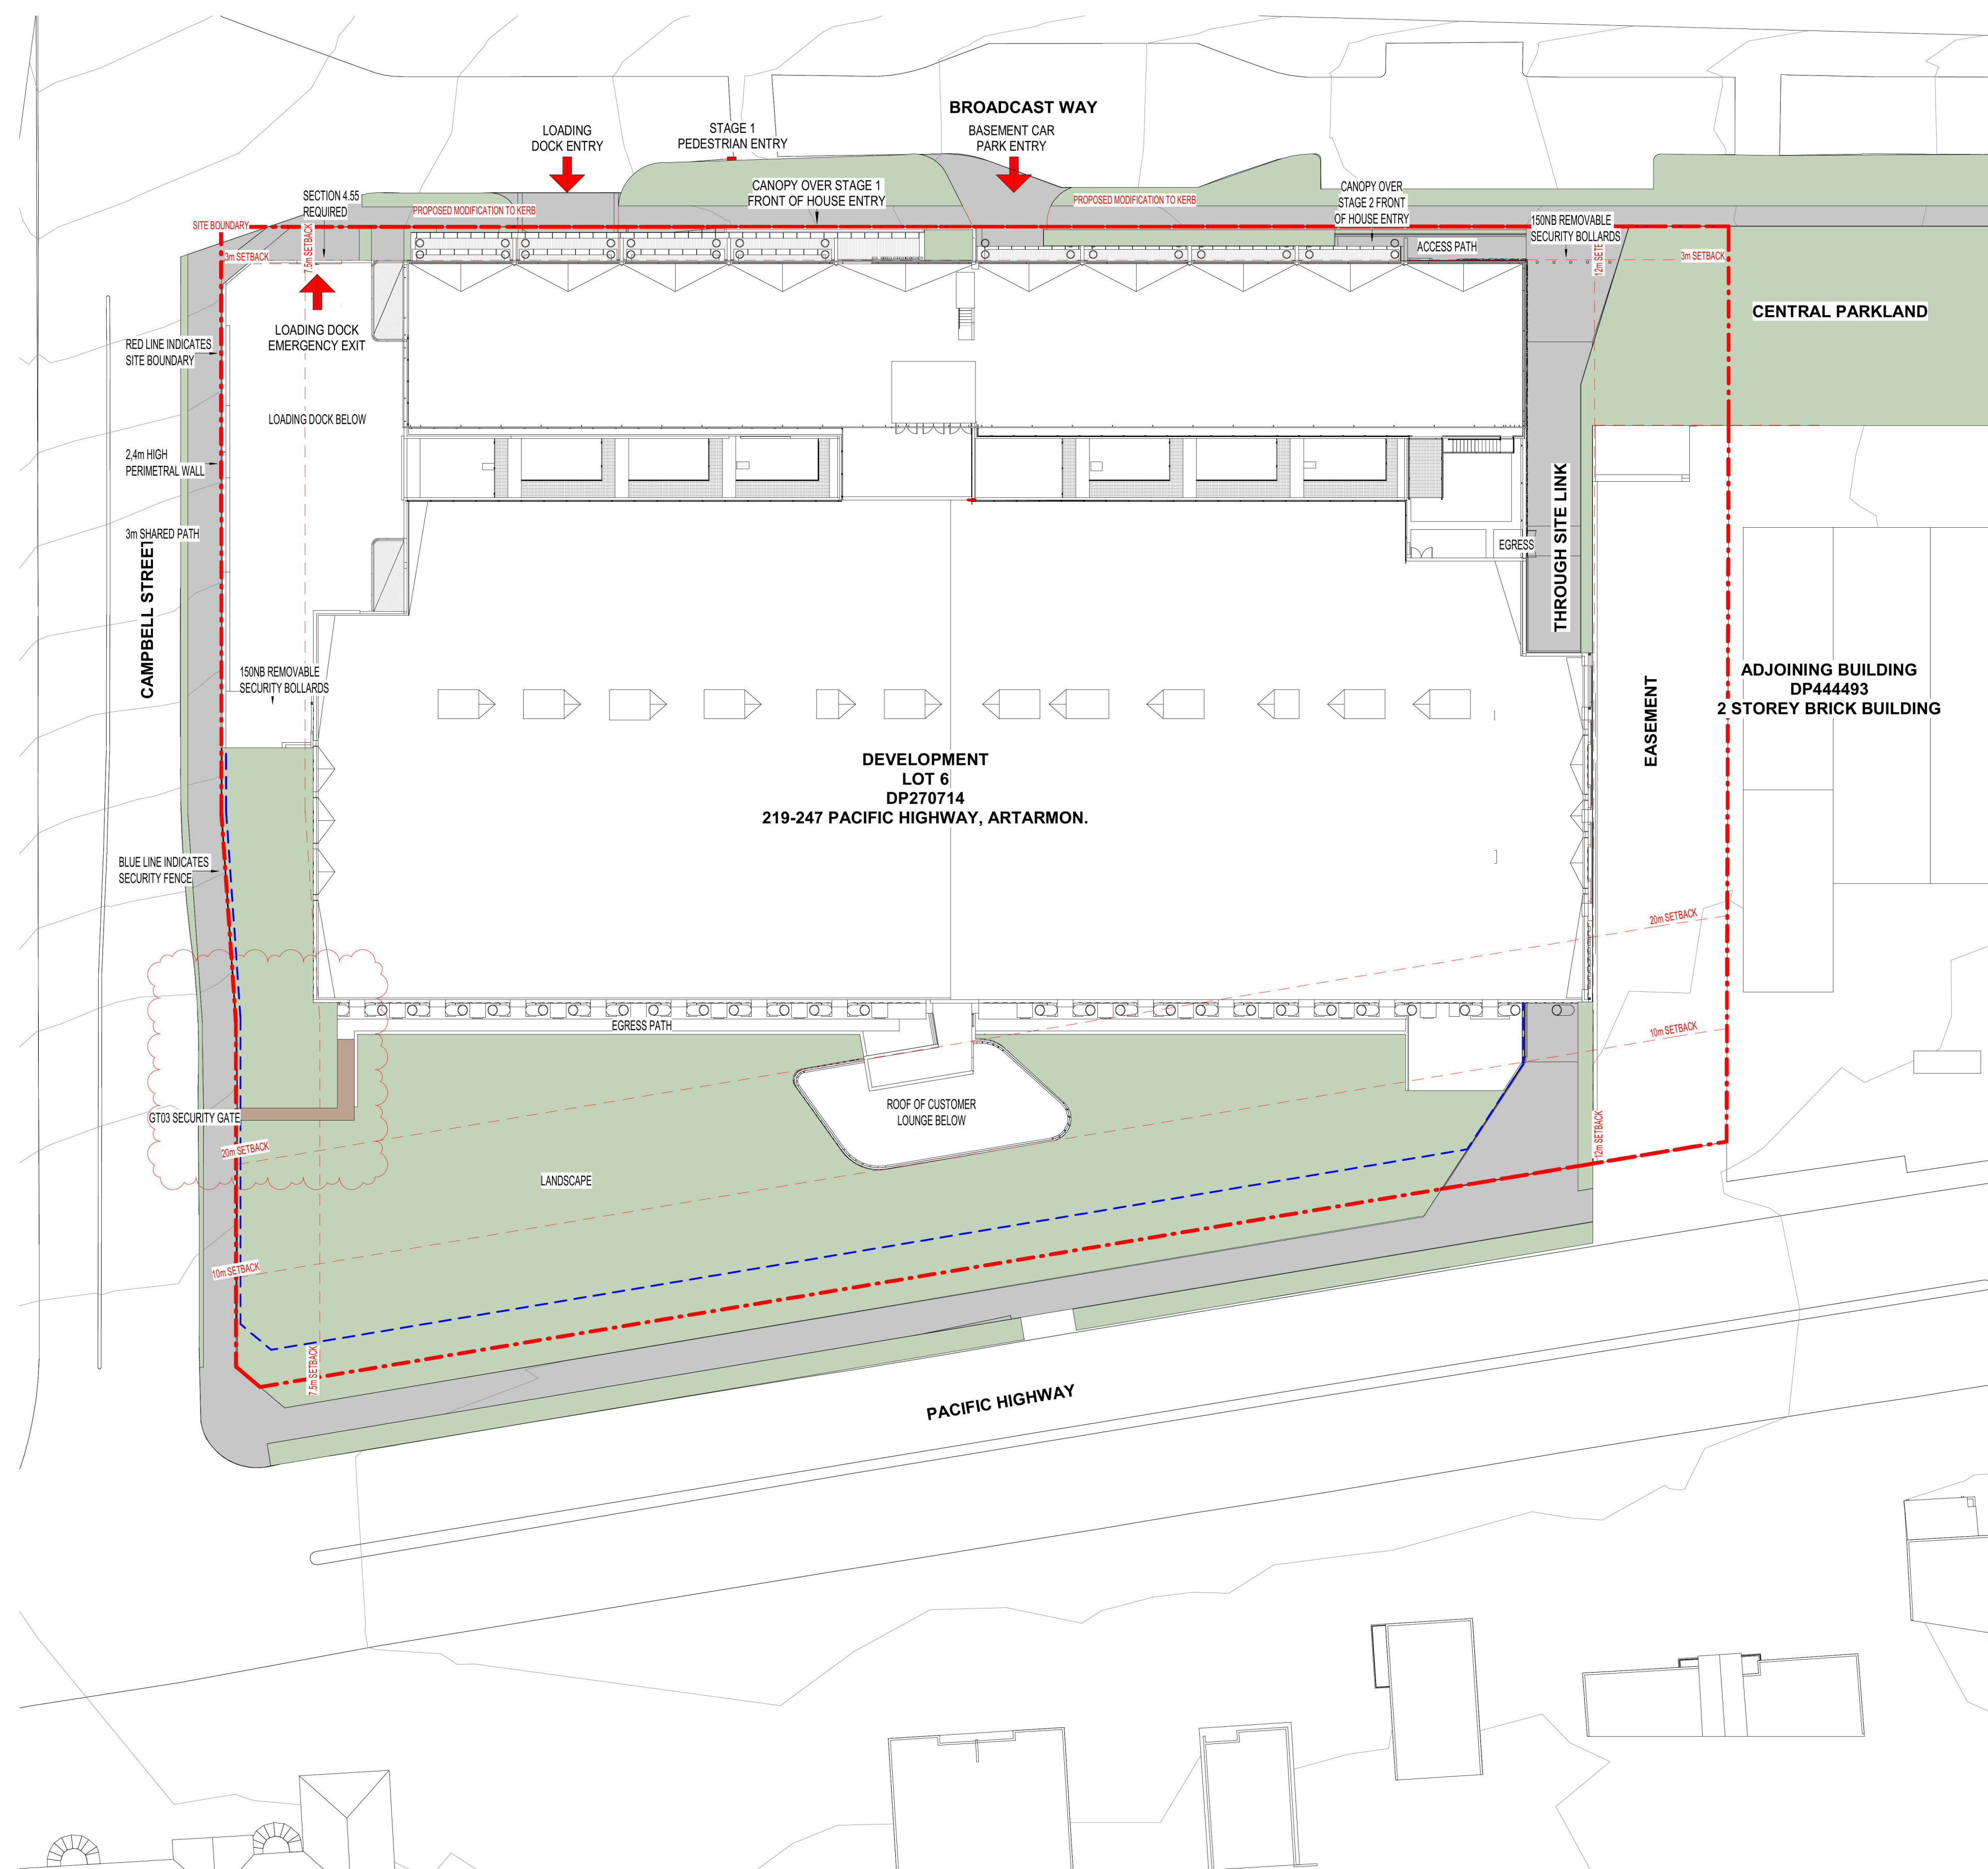 BROADCAST WAY
LOADING
DOCK ENTRY
STAGE 1
PEDESTRIAN ENTRY
BASEMENT CAR
PARK ENTRY
SECTION 4.55
REQUIRED
CANOPY OVER STAGE 1
FRONT OF HOUSE ENTRY
CANOPY OVER
STAGE 2 FRONT
OF HOUSE ENTRY
PROPOSED MODIFICATION TO KERB
PROPOSED MODIFICATION TO KERB
150NB REMOVABLE
SECURITY BOLLARDS
SITE BOUNDARY
3m SETBACK
7.5m SETBACK
ACCESS PATH
12m SETB
3m SETBACK
CENTRAL PARKLAND
LOADING DOCK
EMERGENCY EXIT
RED LINE INDICATES
SITE BOUNDARY
LOADING DOCK BELOW
2,4m HIGH
PERIMETRAL WALL
3m SHARED PATH
CAMPBELL STREET
EGRESS
THROUGH SITE LINK
150NB REMOVABLE
SECURITY BOLLARDS
EASEMENT
ADJOINING BUILDING
DP444493
2 STOREY BRICK BUILDING
DEVELOPMENT
LOT 6
DP270714
219-247 PACIFIC HIGHWAY, ARTARMON.
BLUE LINE INDICATES
SECURITY FENCE
20m SETBACK
EGRESS PATH
10m SETBACK
ROOF OF CUSTOMER
LOUNGE BELOW
GT03 SECURITY GATE
20m SETBACK
12m SETBACK
LANDSCAPE
10m SETBACK
7.5m SETBACK
PACIFIC HIGHWAY